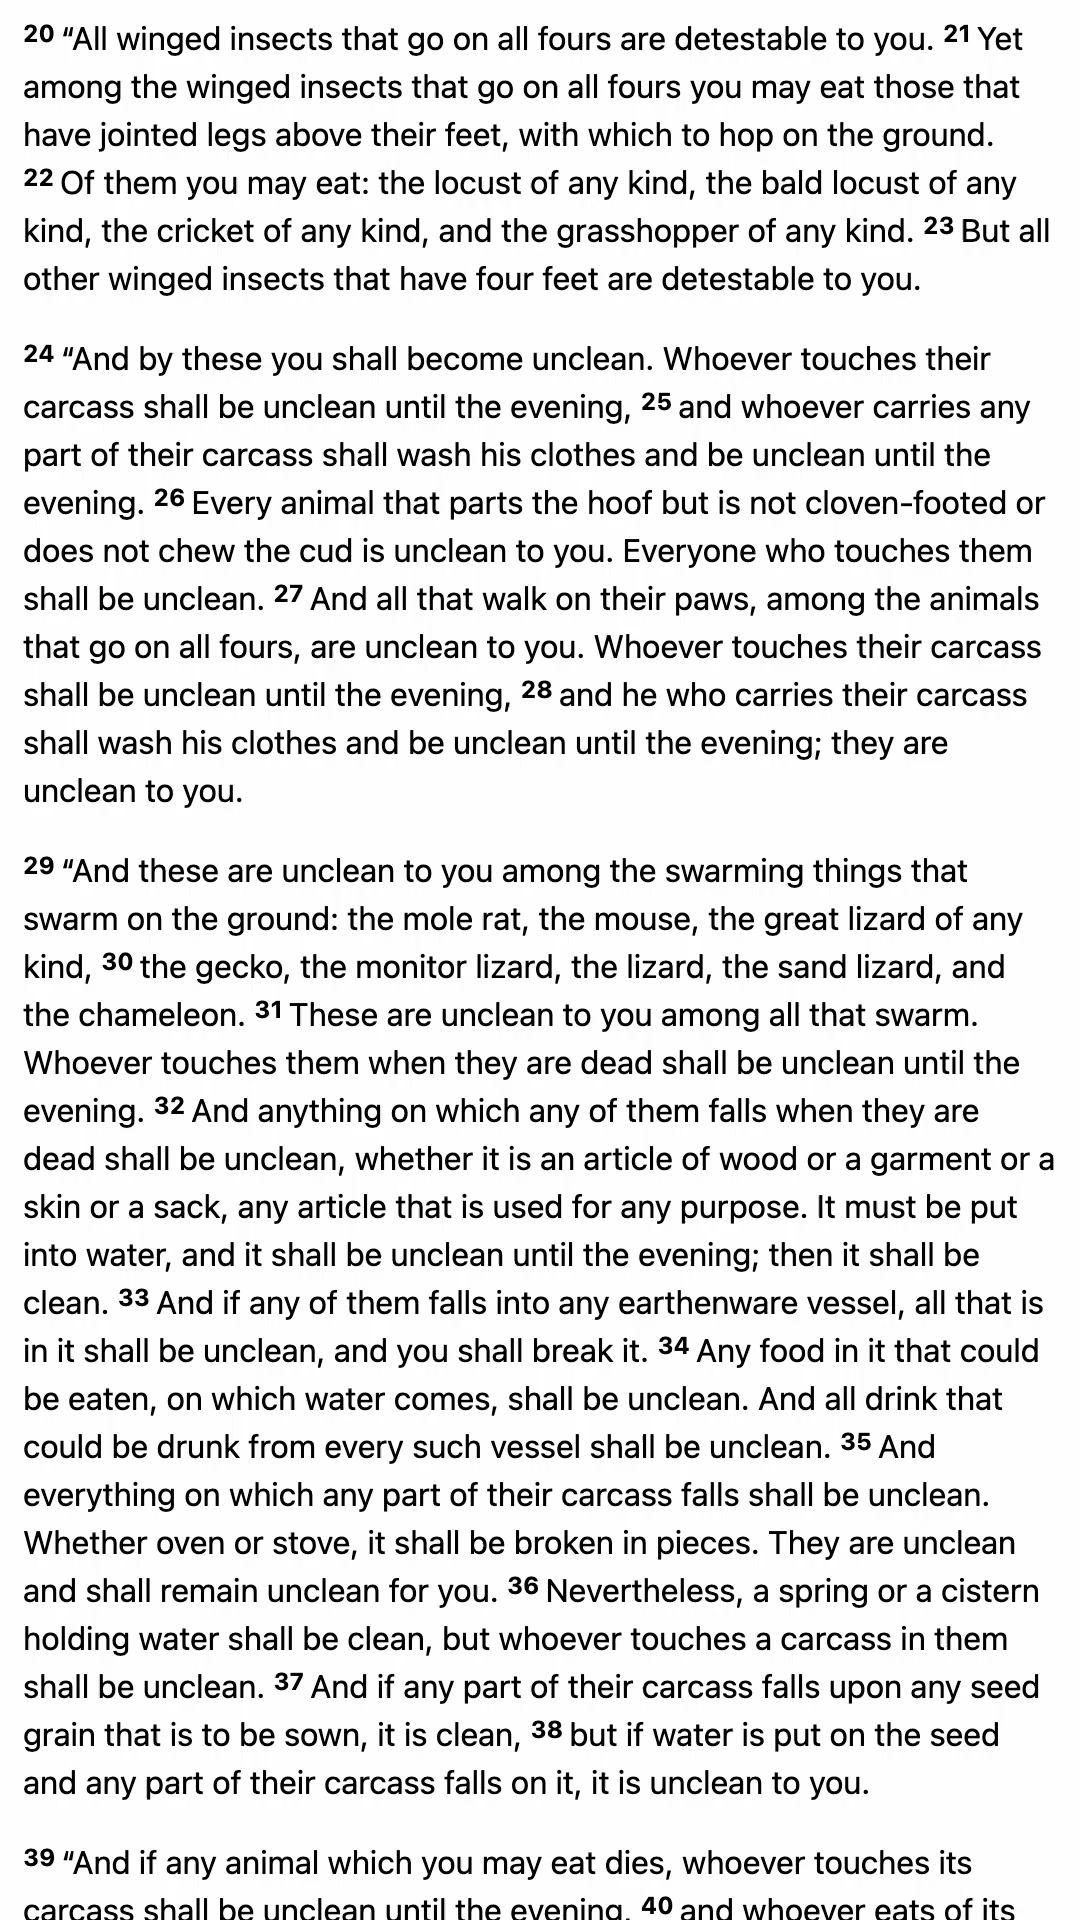 20 “All winged insects that go on all fours are detestable to you. 21 Yet
among the winged insects that go on all fours you may eat those that
have jointed legs above their feet, with which to hop on the ground.
22 Of them you may eat: the locust of any kind, the bald locust of any
kind, the cricket of any kind, and the grasshopper of any kind. 23 But all
other winged insects that have four feet are detestable to you.
24 “And by these you shall become unclean. Whoever touches their
carcass shall be unclean until the evening, 25 and whoever carries any
part of their carcass shall wash his clothes and be unclean until the
evening. 26 Every animal that parts the hoof but is not cloven-footed or
does not chew the cud is unclean to you. Everyone who touches them
shall be unclean. 27 And all that walk on their paws, among the animals
that go on all fours, are unclean to you. Whoever touches their carcass
shall be unclean until the evening, 28 and he who carries their carcass
shall wash his clothes and be unclean until the evening; they are
unclean to you.
29 “And these are unclean to you among the swarming things that
swarm on the ground: the mole rat, the mouse, the great lizard of any
kind, 30 the gecko, the monitor lizard, the lizard, the sand lizard, and
the chameleon. 31 These are unclean to you among all that swarm.
Whoever touches them when they are dead shall be unclean until the
evening. 32 And anything on which any of them falls when they are
dead shall be unclean, whether it is an article of wood or a garment or a
skin or a sack, any article that is used for any purpose. It must be put
into water, and it shall be unclean until the evening; then it shall be
clean. 33 And if any of them falls into any earthenware vessel, all that is
in it shall be unclean, and you shall break it. 34 Any food in it that could
be eaten, on which water comes, shall be unclean. And all drink that
could be drunk from every such vessel shall be unclean. 35 And
everything on which any part of their carcass falls shall be unclean.
Whether oven or stove, it shall be broken in pieces. They are unclean
and shall remain unclean for you. 36 Nevertheless, a spring or a cistern
holding water shall be clean, but whoever touches a carcass in them
shall be unclean. 37 And if any part of their carcass falls upon any seed
grain that is to be sown, it is clean, 38 but if water is put on the seed
and any part of their carcass falls on it, it is unclean to you.
39 “And if any animal which you may eat dies, whoever touches its
carcass shall be unclean until the evening, 40 and whoever eats of its